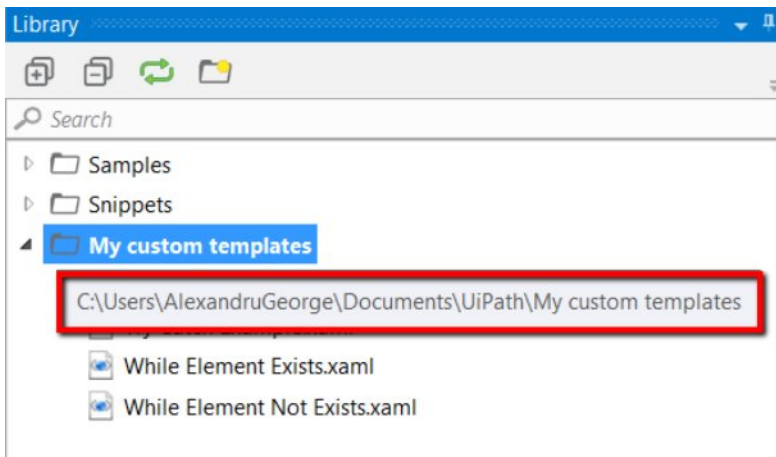 Library
Search
Samples
Snippets
My custom templates
C:\Users\AlexandruGeorge\Documents\UiPath\My custom templates
While Element Exists.xaml
While Element Not Exists.xaml